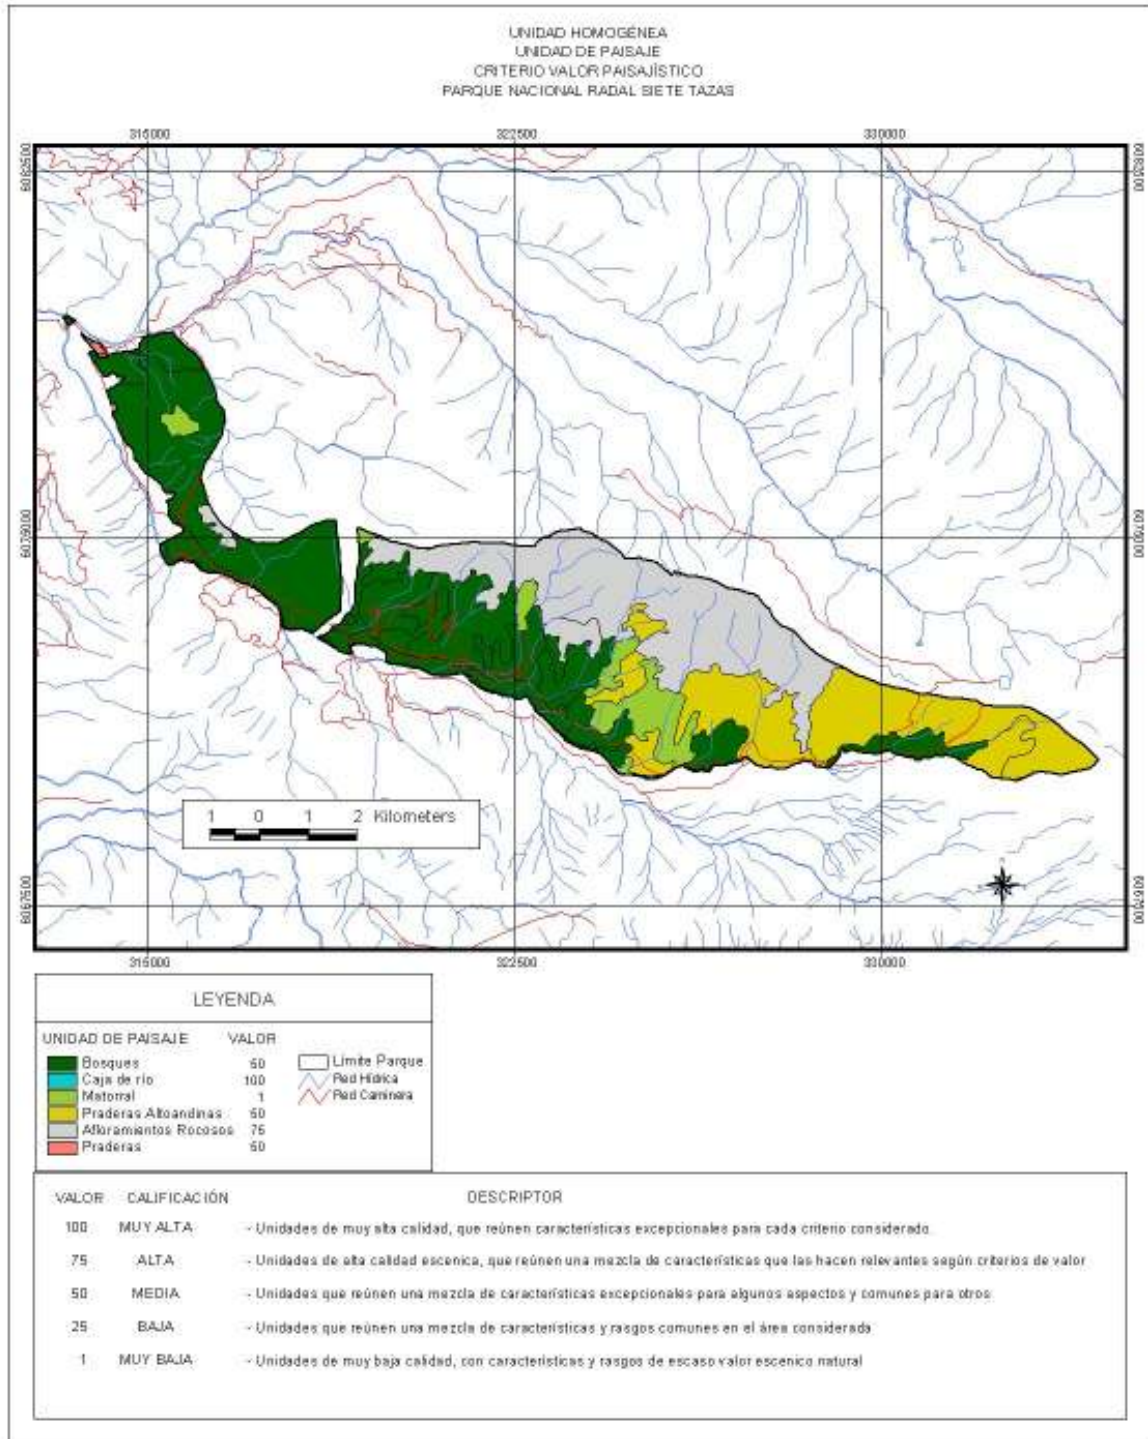 UNIDAD HOMOGÉNEA
UNIDAD DE PAISAJE
CRITERIO VALOR PAISAJÍSTICO
PARQUE NACIONAL RADAL SIETE TAZAS
315000 322500 330000
6082500 6082500
6075000 6075000
1 0 1 2 Kilometers
6067500 6067500
315000 322500 330000
LEYENDA
UNIDAD DE PAISAJE VALOR
Bosques 50 Límite Parque
Caja de río 100 Red Hídrica
Matorral 1 Red Caminera
Praderas Altoandinas 50
Afloramientos Rocosos 75
Praderas 50
VALOR CALIFICACIÓN DESCRIPTOR
100 MUY ALTA - Unidades de muy alta calidad, que reúnen características excepcionales para cada criterio considerado.
75 ALTA - Unidades de alta calidad escenica, que reúnen una mezcla de características que las hacen relevantes según criterios de valor
50 MEDIA - Unidades que reúnen una mezcla de características excepcionales para algunos aspectos y comunes para otros
25 BAJA - Unidades que reúnen una mezcla de características y rasgos comunes en el área considerada
1 MUY BAJA - Unidades de muy baja calidad, con características y rasgos de escaso valor escenico natural